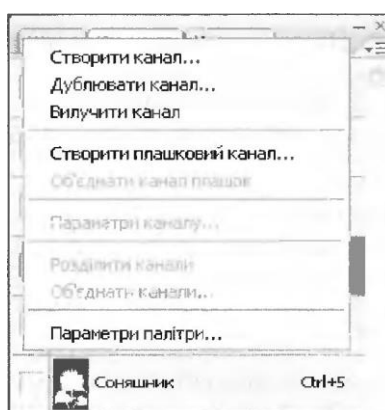 Створити канал...
Дублювати канал...
Вилучити канал
Створити плашковий канал...
Об'єднати канал плашок
Параметри каналу...
Розділити канали
Об'єднать канали...
Параметри палітри...
Соняшник Ctrl+5